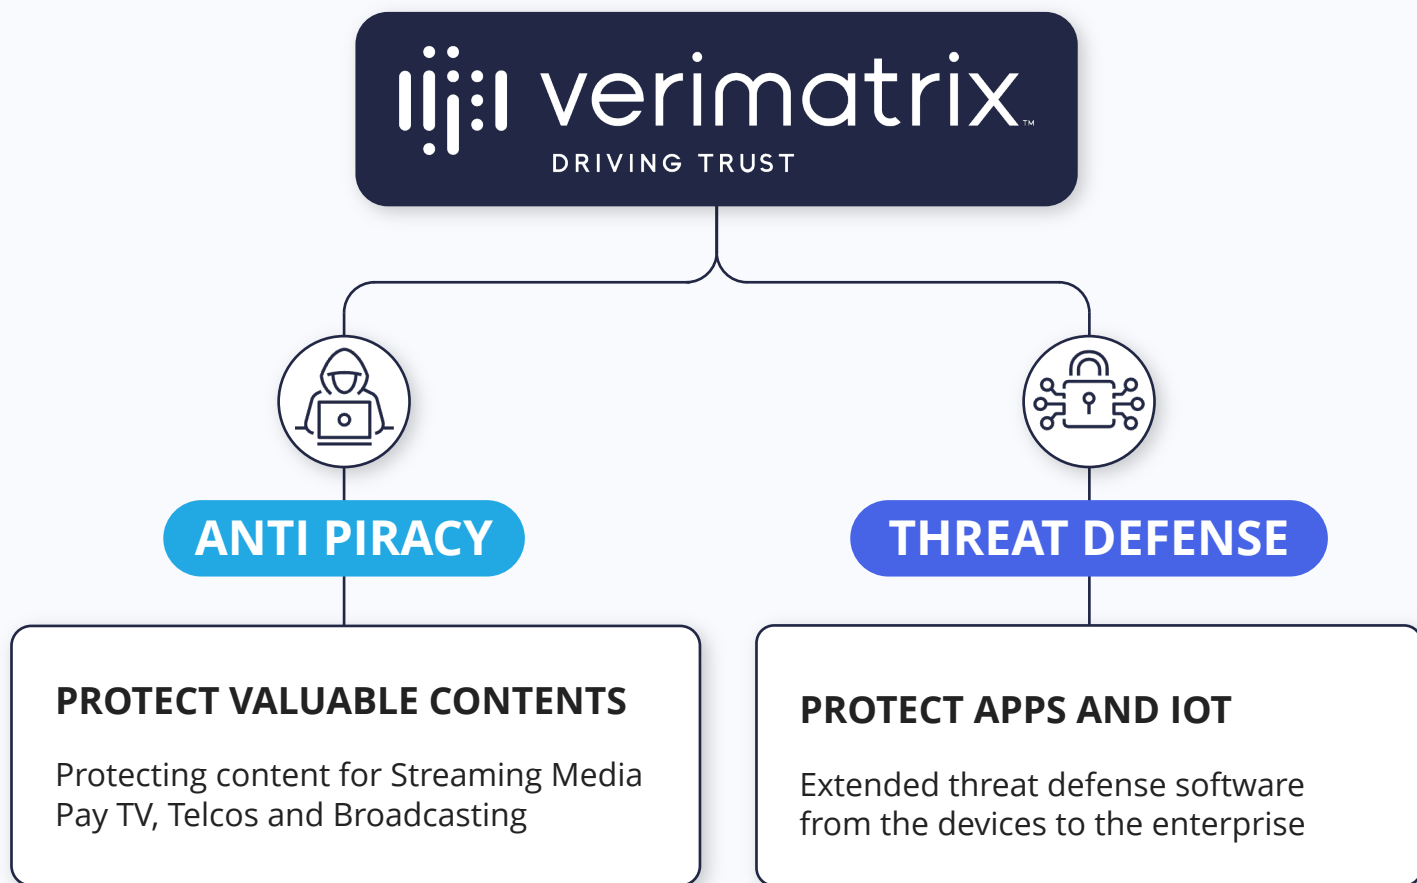 verimatrix™
DRIVING TRUST
ANTI PIRACY
THREAT DEFENSE
PROTECT VALUABLE CONTENTS
Protecting content for Streaming Media
Pay TV, Telcos and Broadcasting
PROTECT APPS AND IOT
Extended threat defense software
from the devices to the enterprise